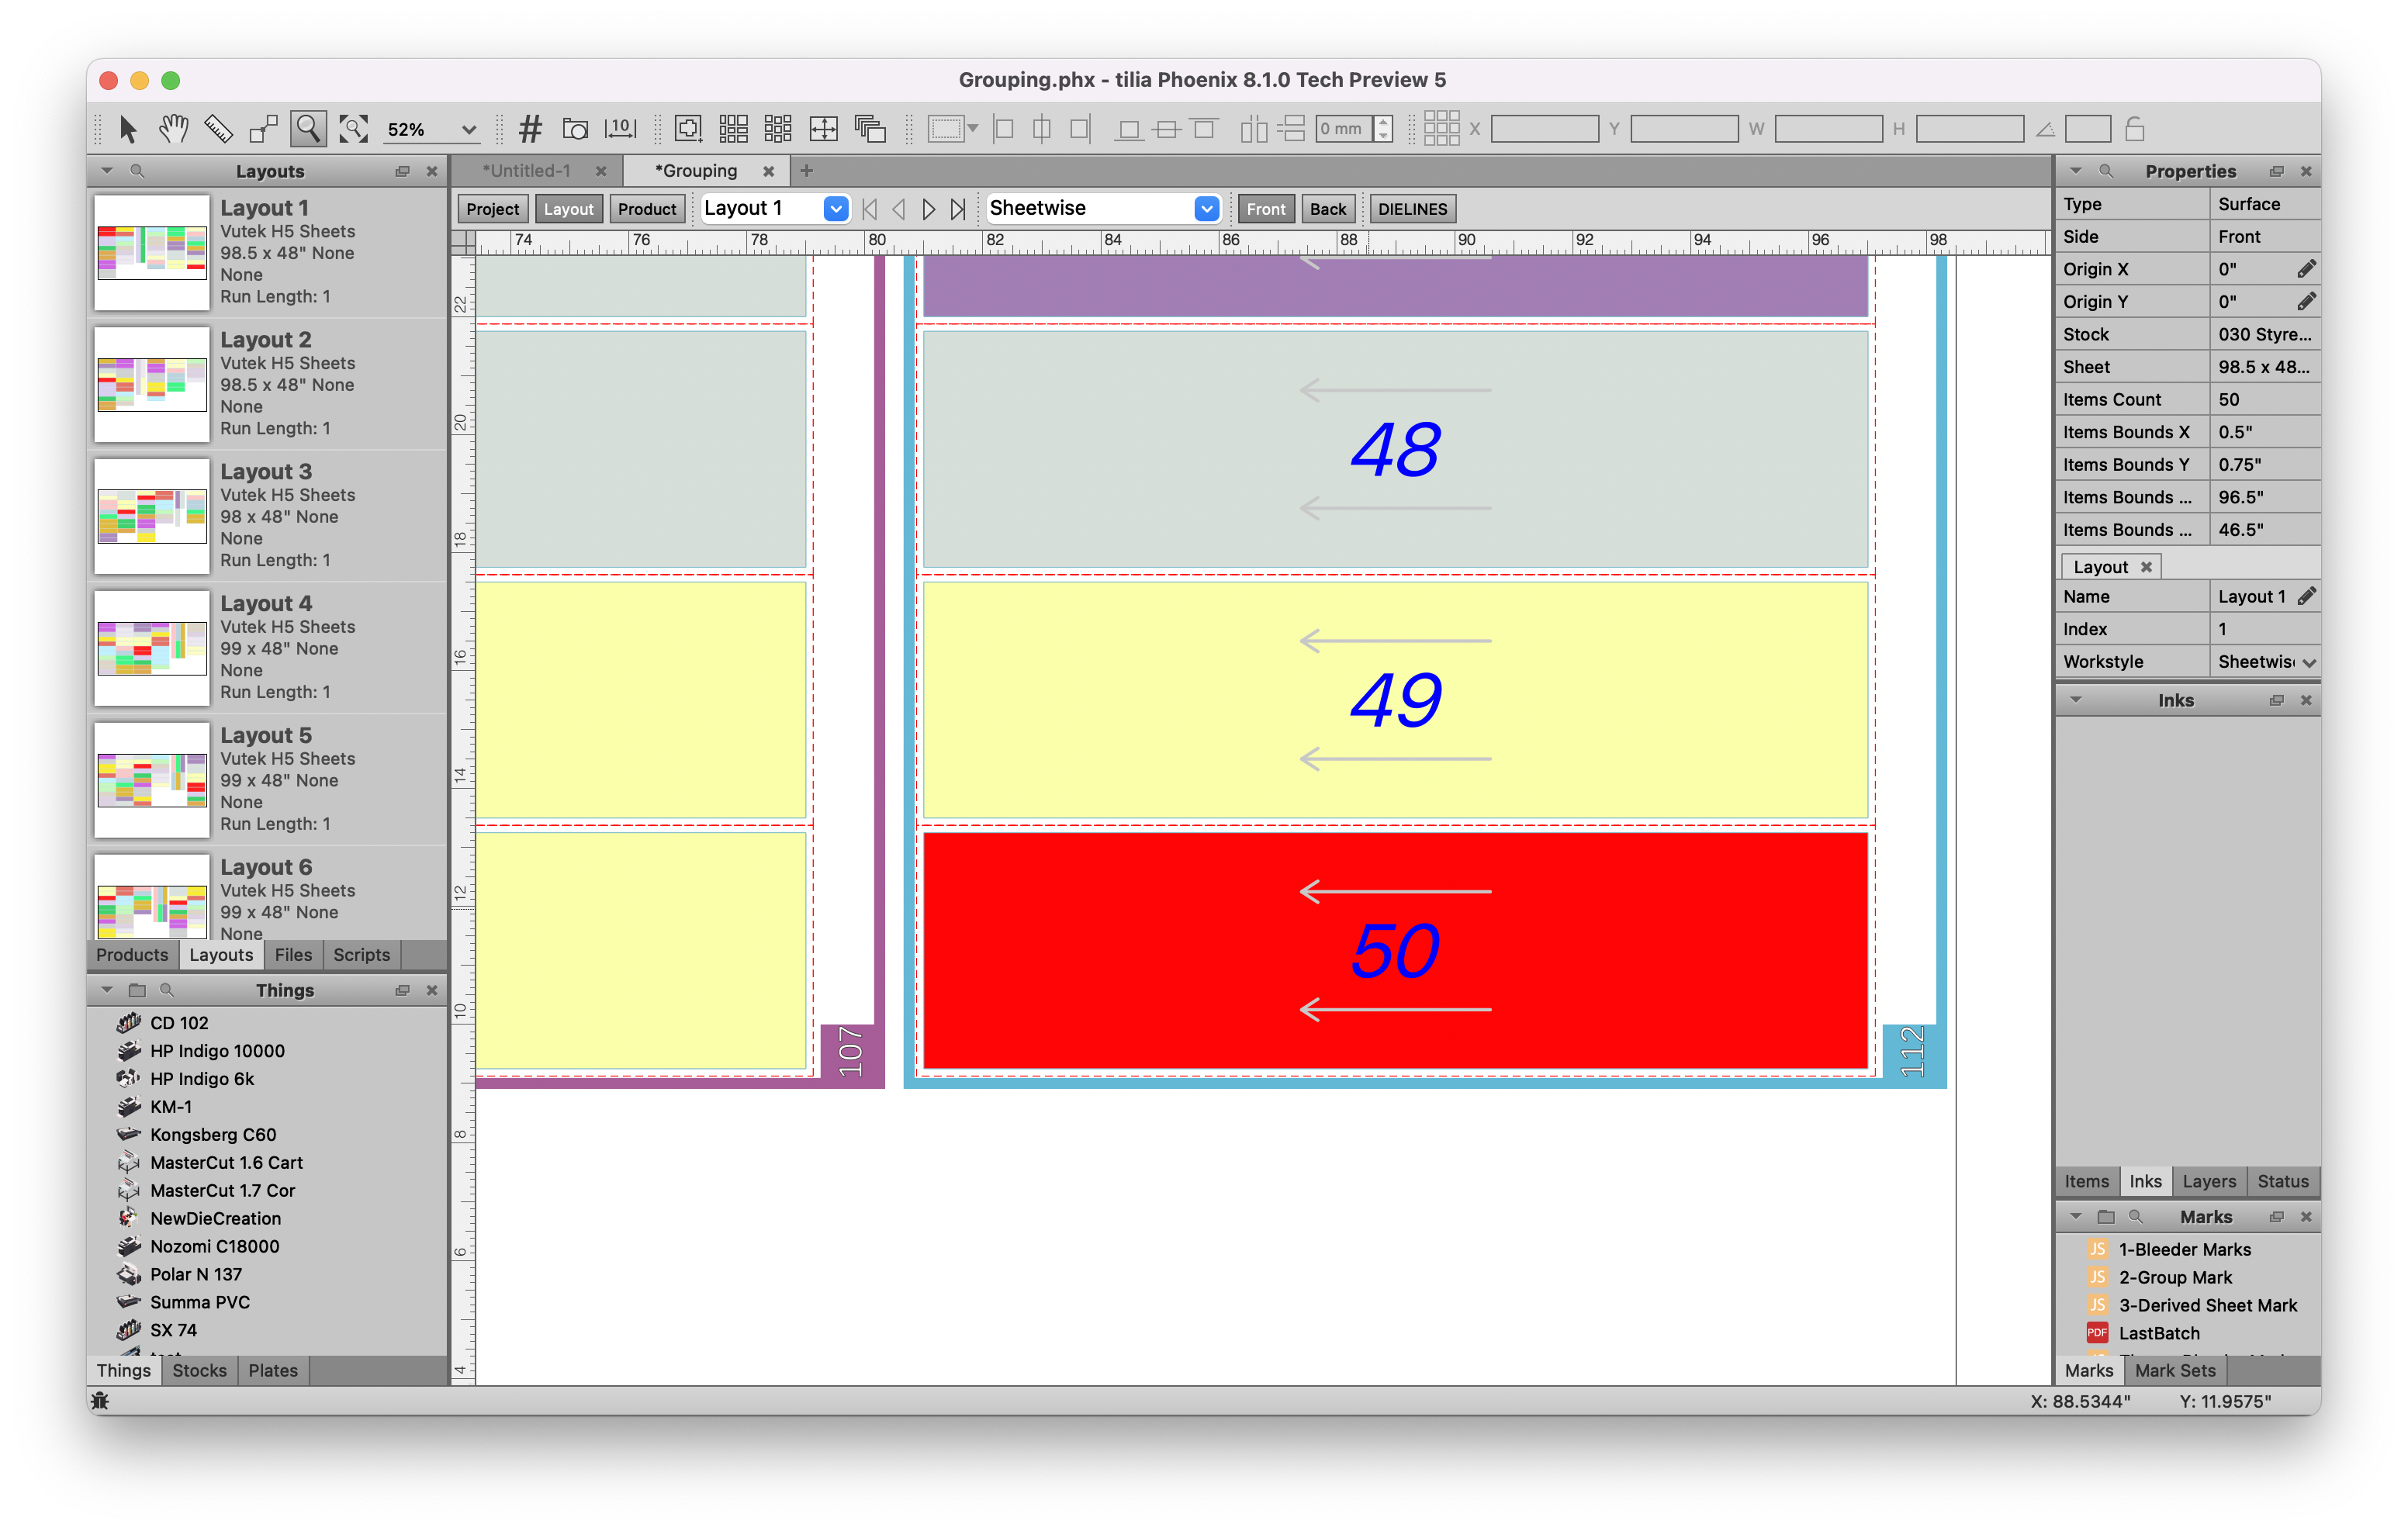 Grouping.phx - tilia Phoenix 8.1.0 Tech Preview 5
52%
10
0 mm
X
Y
W
H
Layouts
Layout 1
Vutek H5 Sheets
98.5 x 48" None
None
Run Length: 1
Layout 2
Vutek H5 Sheets
98.5 x 48" None
None
Run Length: 1
Layout 3
Vutek H5 Sheets
98 x 48" None
None
Run Length: 1
Layout 4
Vutek H5 Sheets
99 x 48" None
None
Run Length: 1
Layout 5
Vutek H5 Sheets
99 x 48" None
None
Run Length: 1
Layout 6
Vutek H5 Sheets
99 x 48" None
None
Products Layouts Files Scripts
Things
CD 102
HP Indigo 10000
HP Indigo 6k
KM-1
Kongsberg C60
MasterCut 1.6 Cart
MasterCut 1.7 Cor
NewDieCreation
Nozomi C18000
Polar N 137
Summa PVC
SX 74
Things Stocks Plates
*Untitled-1
*Grouping
Project Layout Product Layout 1 Sheetwise Front Back DIELINES
74 76 78 80 82 84 86 88 90 92 94 96 98
22
20
18
16
14
12
10
8
6
4
48
49
50
107
112
Properties
Type Surface
Side Front
Origin X 0"
Origin Y 0"
Stock 030 Styre...
Sheet 98.5 x 48...
Items Count 50
Items Bounds X 0.5"
Items Bounds Y 0.75"
Items Bounds ... 96.5"
Items Bounds ... 46.5"
Layout
Name Layout 1
Index 1
Workstyle Sheetwis
Inks
Items Inks Layers Status
Marks
JS 1-Bleeder Marks
JS 2-Group Mark
JS 3-Derived Sheet Mark
PDF LastBatch
Marks Mark Sets
X: 88.5344" Y: 11.9575"